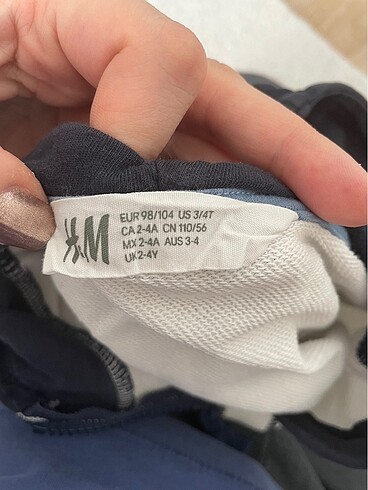 H&M
EUR 98/104 US 3/4T
CA 2-4A CN 110/56
MX 2-4A AUS 3-4
UK 2-4Y